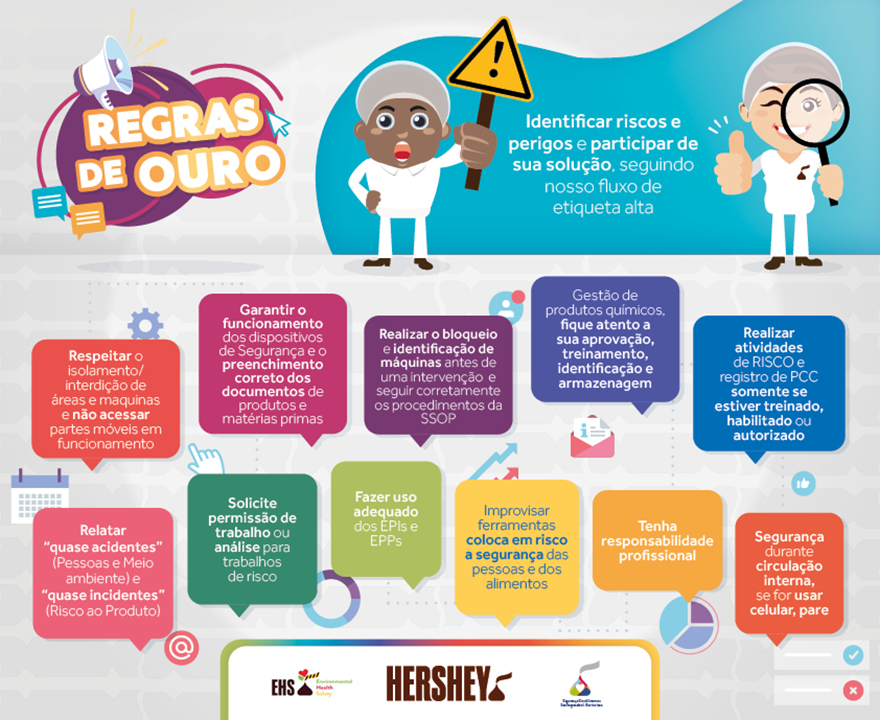 REGRAS
DE OURO
Identificar riscos e
perigos e participar de
sua solução, seguindo
nosso fluxo de
etiqueta alta
Respeitar o
isolamento/
interdição de
áreas e maquinas
e não acessar
partes móveis em
funcionamento
Garantir o
funcionamento
dos dispositivos
de Segurança e o
preenchimento
correto dos
documentos de
produtos e
matérias primas
Realizar o bloqueio
e identificação de
máquinas antes de
uma intervenção e
seguir corretamente
os procedimentos da
SSOP
Gestão de
produtos químicos,
fique atento a
sua aprovação,
treinamento,
identificação e
armazenagem
Realizar
atividades
de RISCO e
registro de PCC
somente se
estiver treinado,
habilitado ou
autorizado
Relatar
“quase acidentes”
(Pessoas e Meio
ambiente) e
“quase incidentes”
(Risco ao Produto)
Solicite
permissão de
trabalho ou
análise para
trabalhos
de risco
Fazer uso
adequado
dos EPIs e
EPPs
Improvisar
ferramentas
coloca em risco
a segurança das
pessoas e dos
alimentos
Tenha
responsabilidade
profissional
Segurança
durante
circulação
interna,
se for usar
celular, pare
EHS
Environmental
Health
Safety
HERSHEY